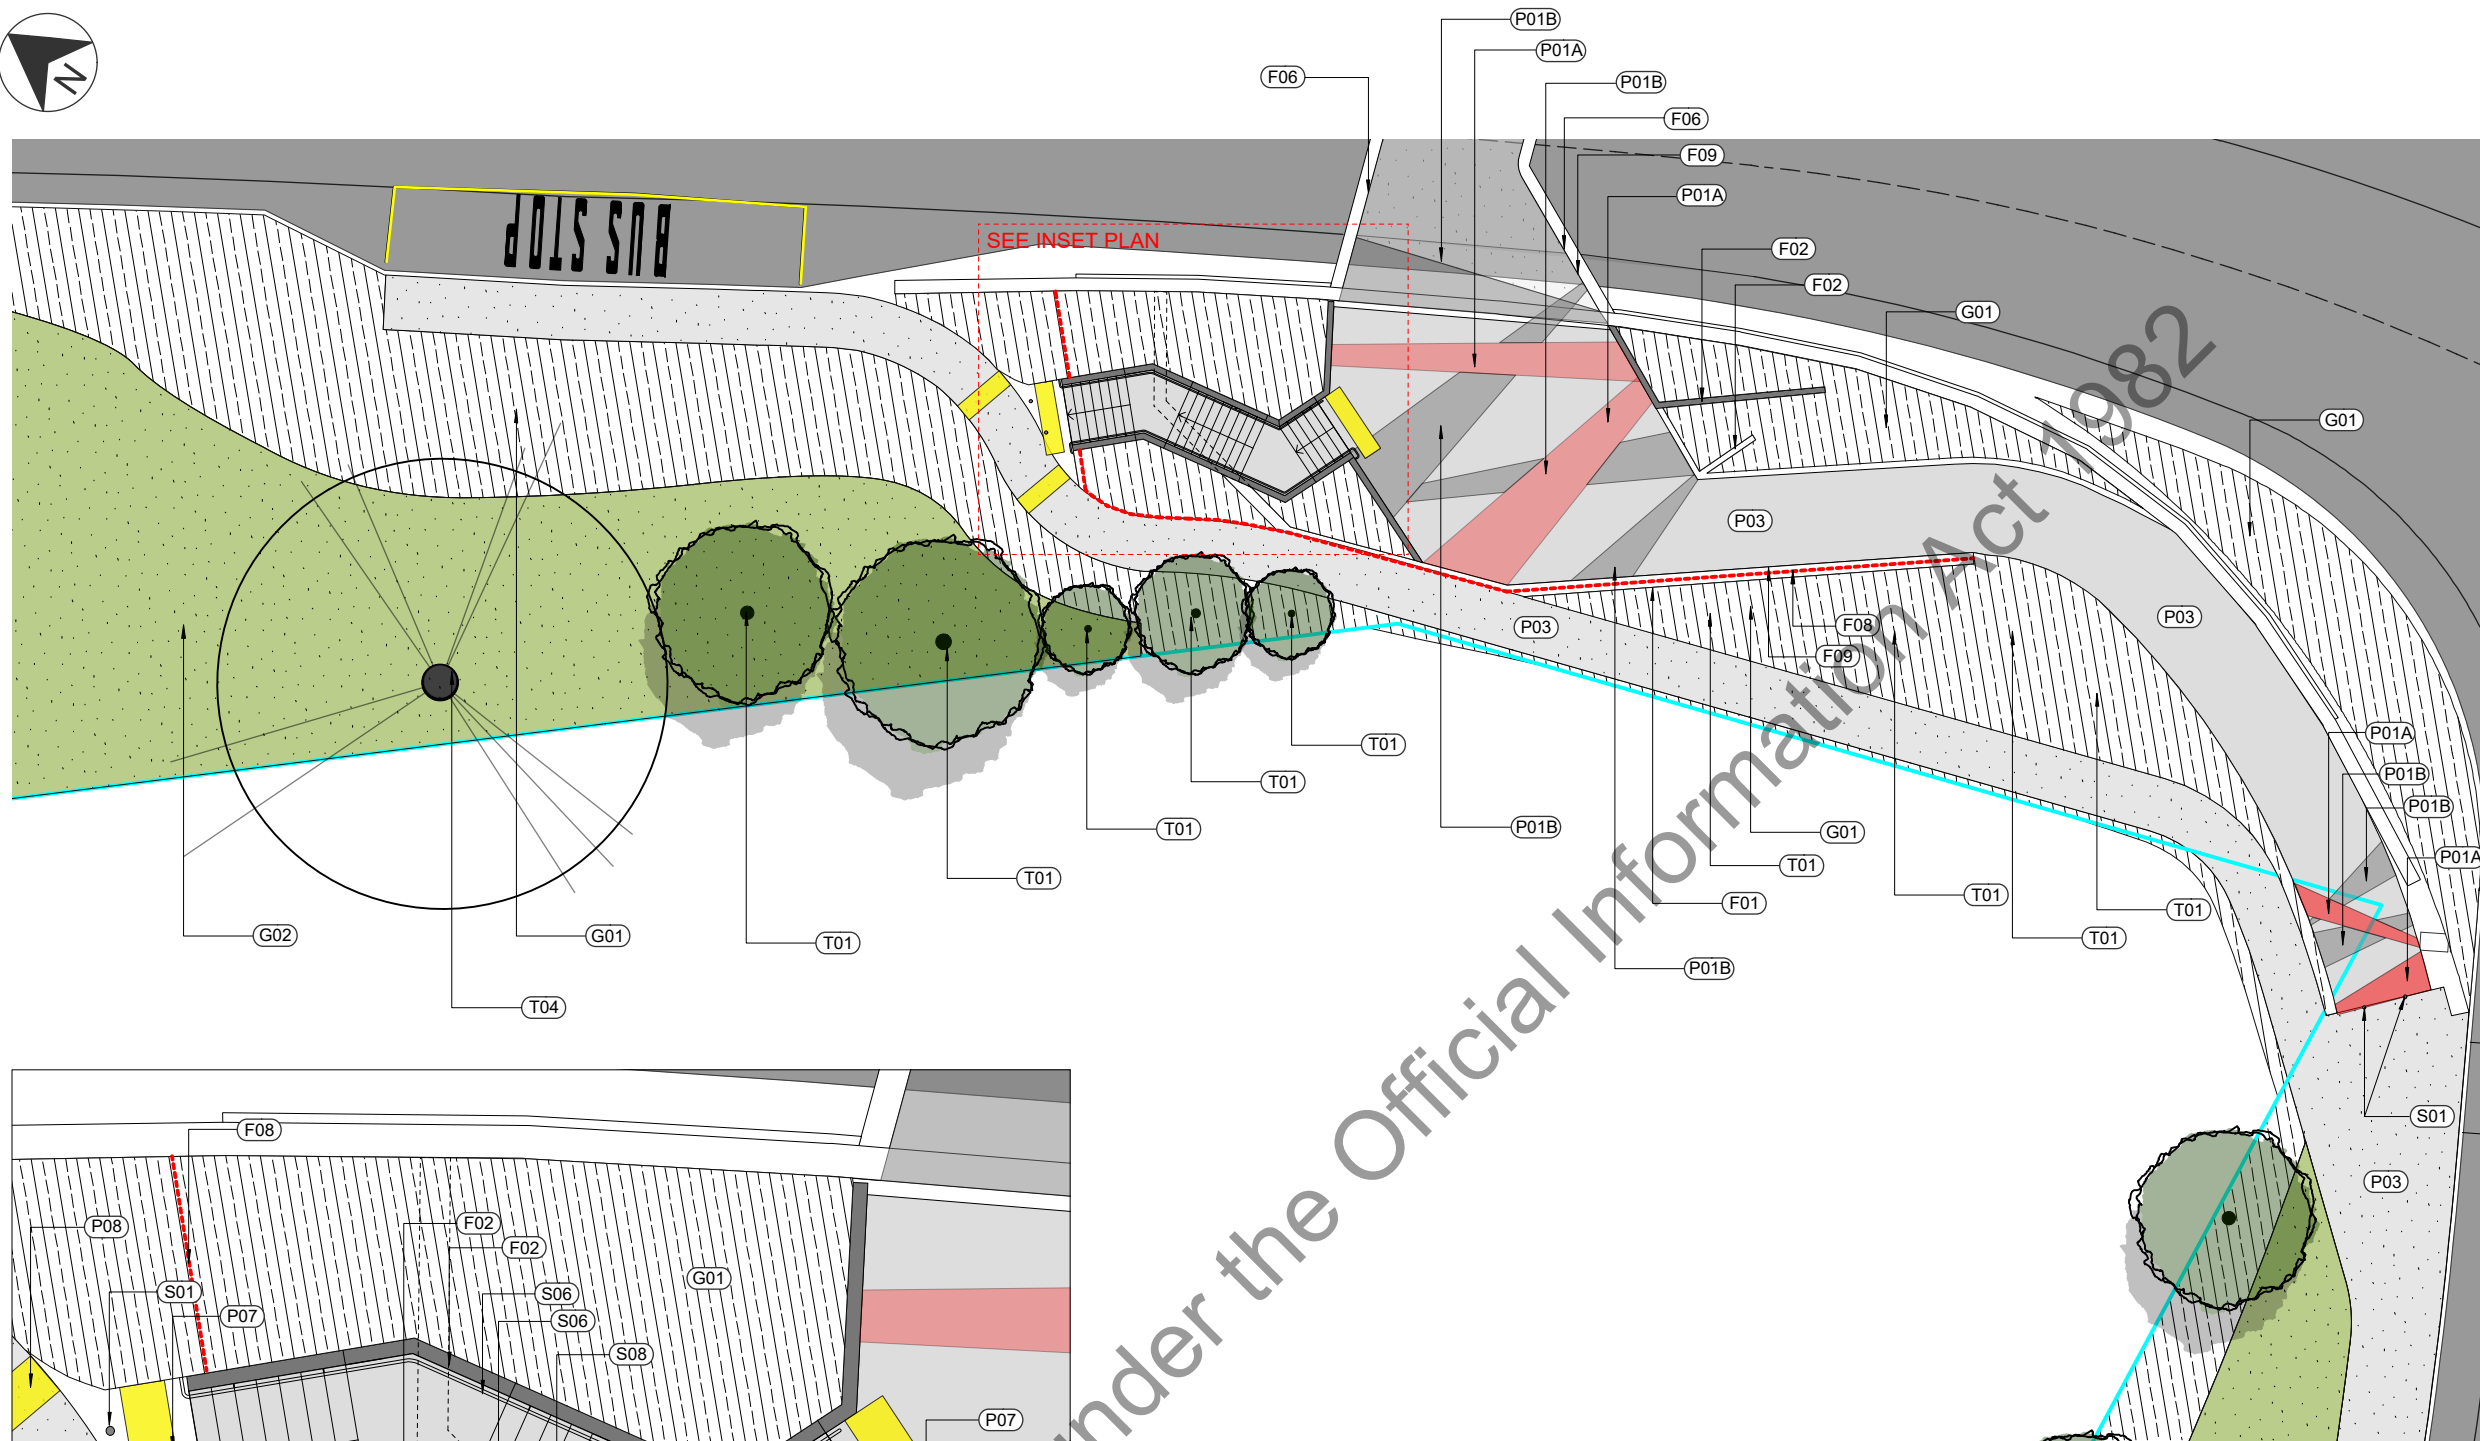 N
P01B
P01A
F06
P01B
F06
F09
P01A
F02
F02
G01
G01
BUS STOP
SEE INSET PLAN
P03
P03
P03
F08
F09
T01
T01
T01
T01
T01
P01B
G01
T01
F01
T01
T01
T01
P01B
G02
G01
T04
P01A
P01B
P01B
P01A
S01
P03
F08
P08
F02
F02
G01
S01
P07
S06
S06
S08
P07
nder the Official Information Act 1982